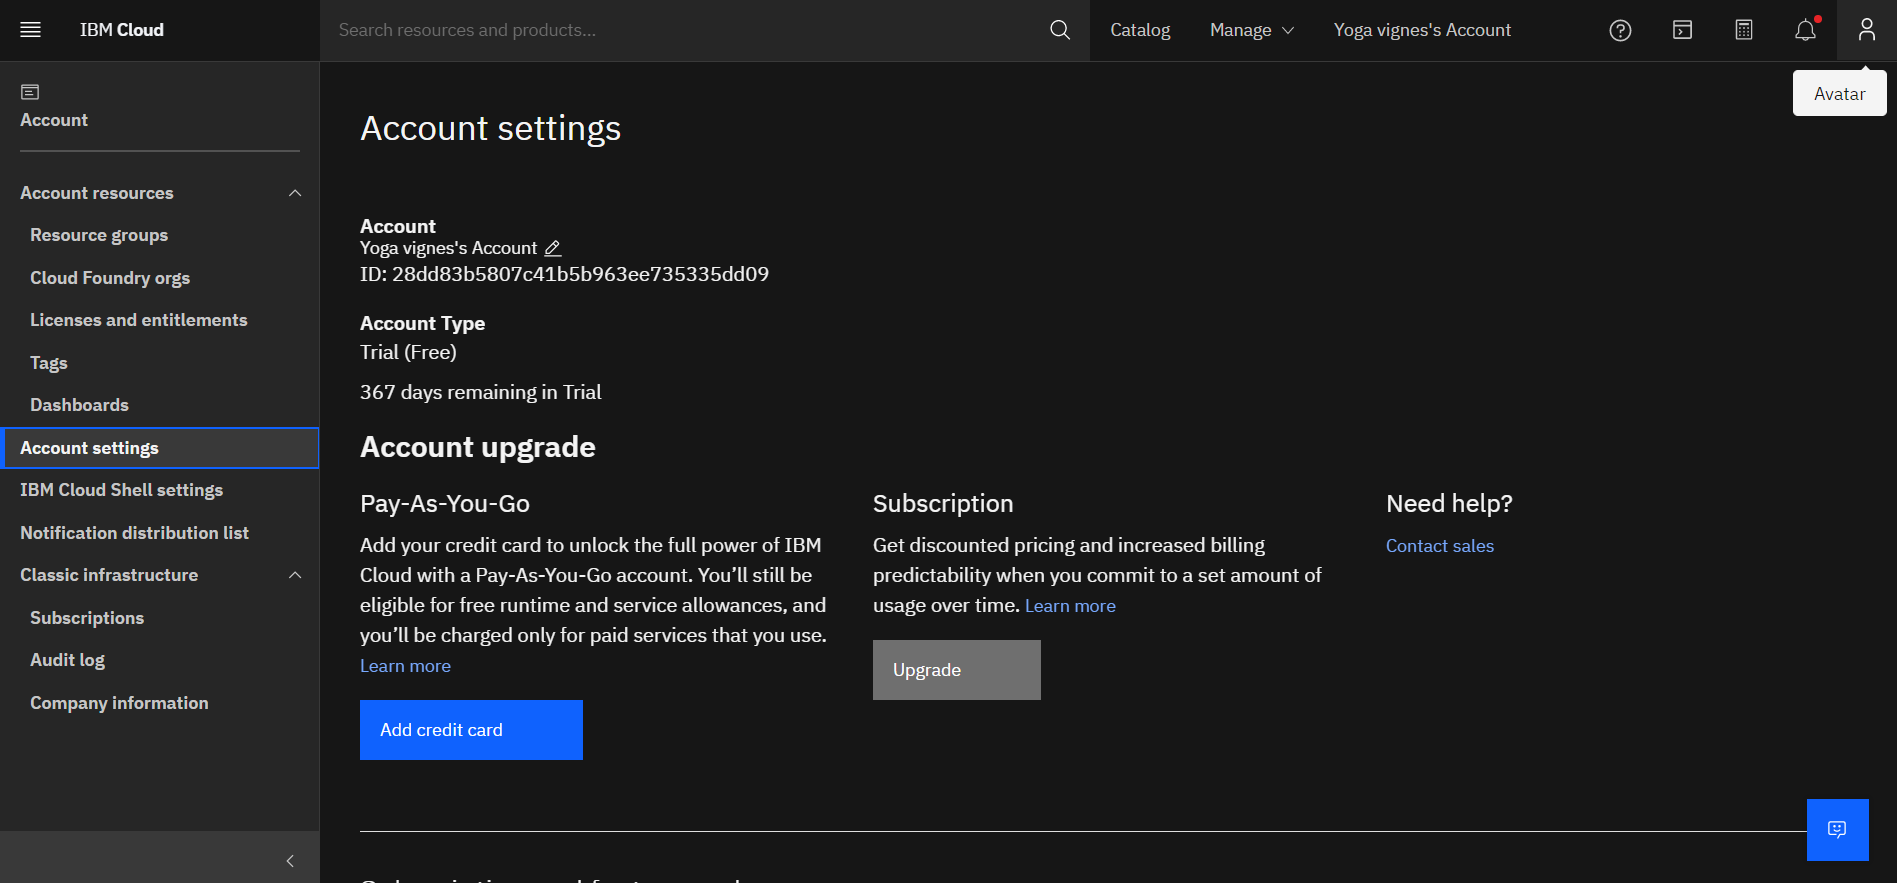 IBM Cloud
Search resources and products...
Catalog
Manage
Yoga vignes's Account
Avatar
Account
Account resources
Resource groups
Cloud Foundry orgs
Licenses and entitlements
Tags
Dashboards
Account settings
IBM Cloud Shell settings
Notification distribution list
Classic infrastructure
Subscriptions
Audit log
Company information
Account settings
Account
Yoga vignes's Account
ID: 28dd83b5807c41b5b963ee735335dd09
Account Type
Trial (Free)
367 days remaining in Trial
Account upgrade
Pay-As-You-Go
Add your credit card to unlock the full power of IBM
Cloud with a Pay-As-You-Go account. You’ll still be
eligible for free runtime and service allowances, and
you’ll be charged only for paid services that you use.
Learn more
Add credit card
Subscription
Get discounted pricing and increased billing
predictability when you commit to a set amount of
usage over time. Learn more
Upgrade
Need help?
Contact sales